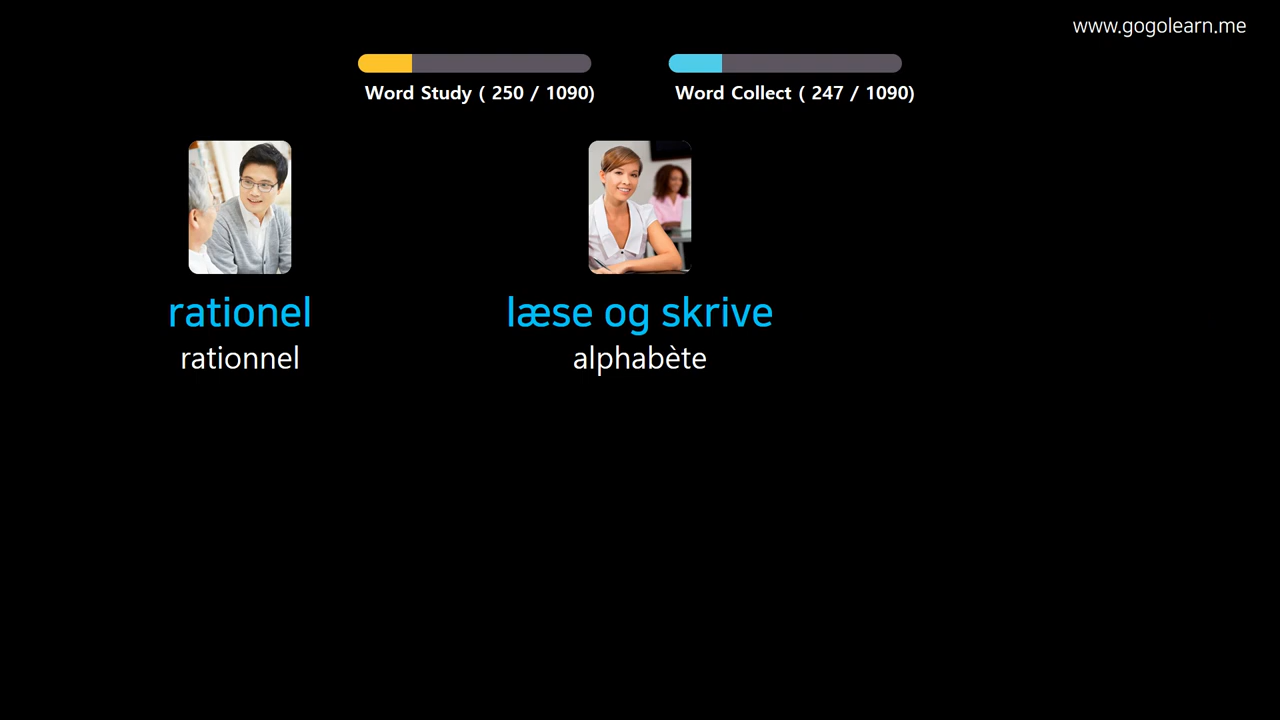 www.gogolearn.me
Word Study ( 250 / 1090)
Word Collect ( 247 / 1090)
rationel
rationnel
læse og skrive
alphabète